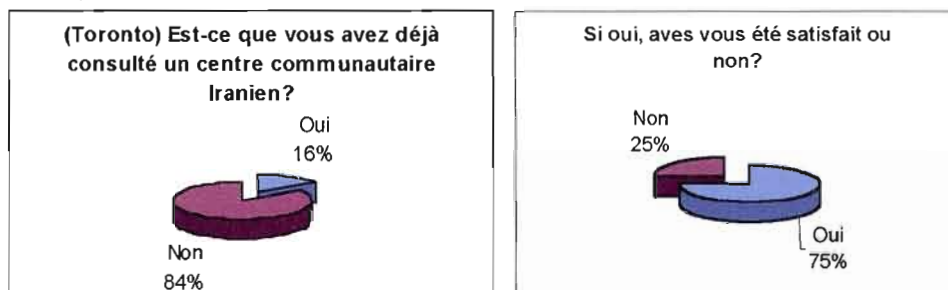 (Toronto) Est-ce que vous avez déjà
consulté un centre communautaire
Iranien?
Oui
16%
Non
84%
Si oui, aves vous été satisfait ou
non?
Non
25%
Oui
75%